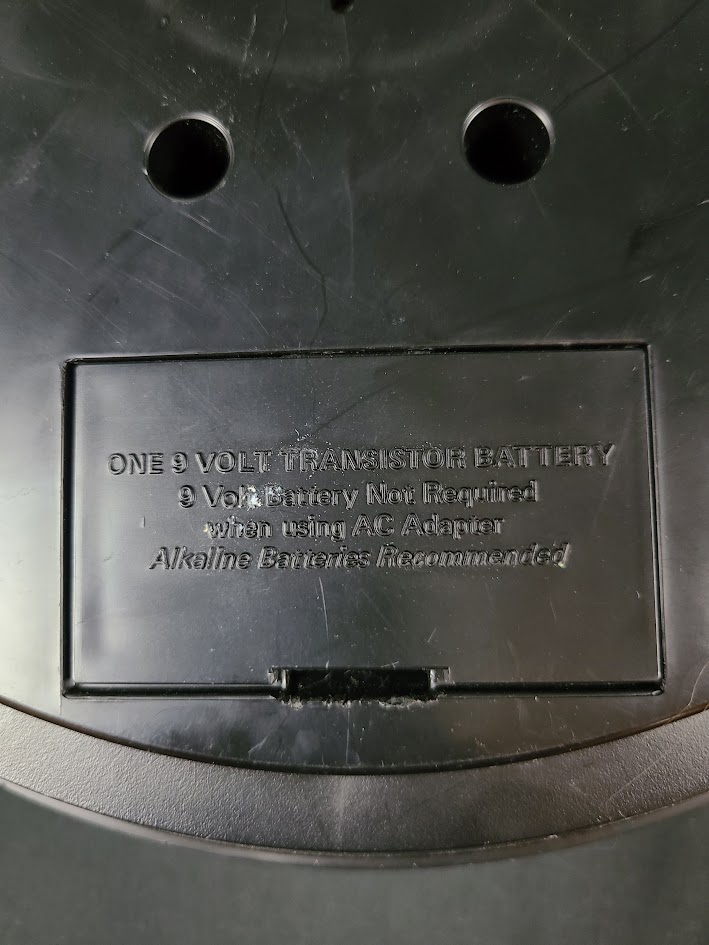 ONE 9 VOLT TRANSISTOR BATTERY
9 Volt Battery Not Required
when using AC Adapter
Alkaline Batteries Recommended